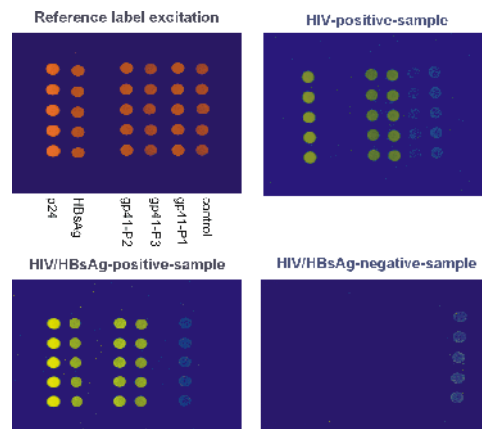 Reference label excitation
HIV-positive-sample
p24
HBsAg
gp41-P2
gp41-P3
gp41-P1
control
HIV/HBsAg-positive-sample
HIV/HBsAg-negative-sample